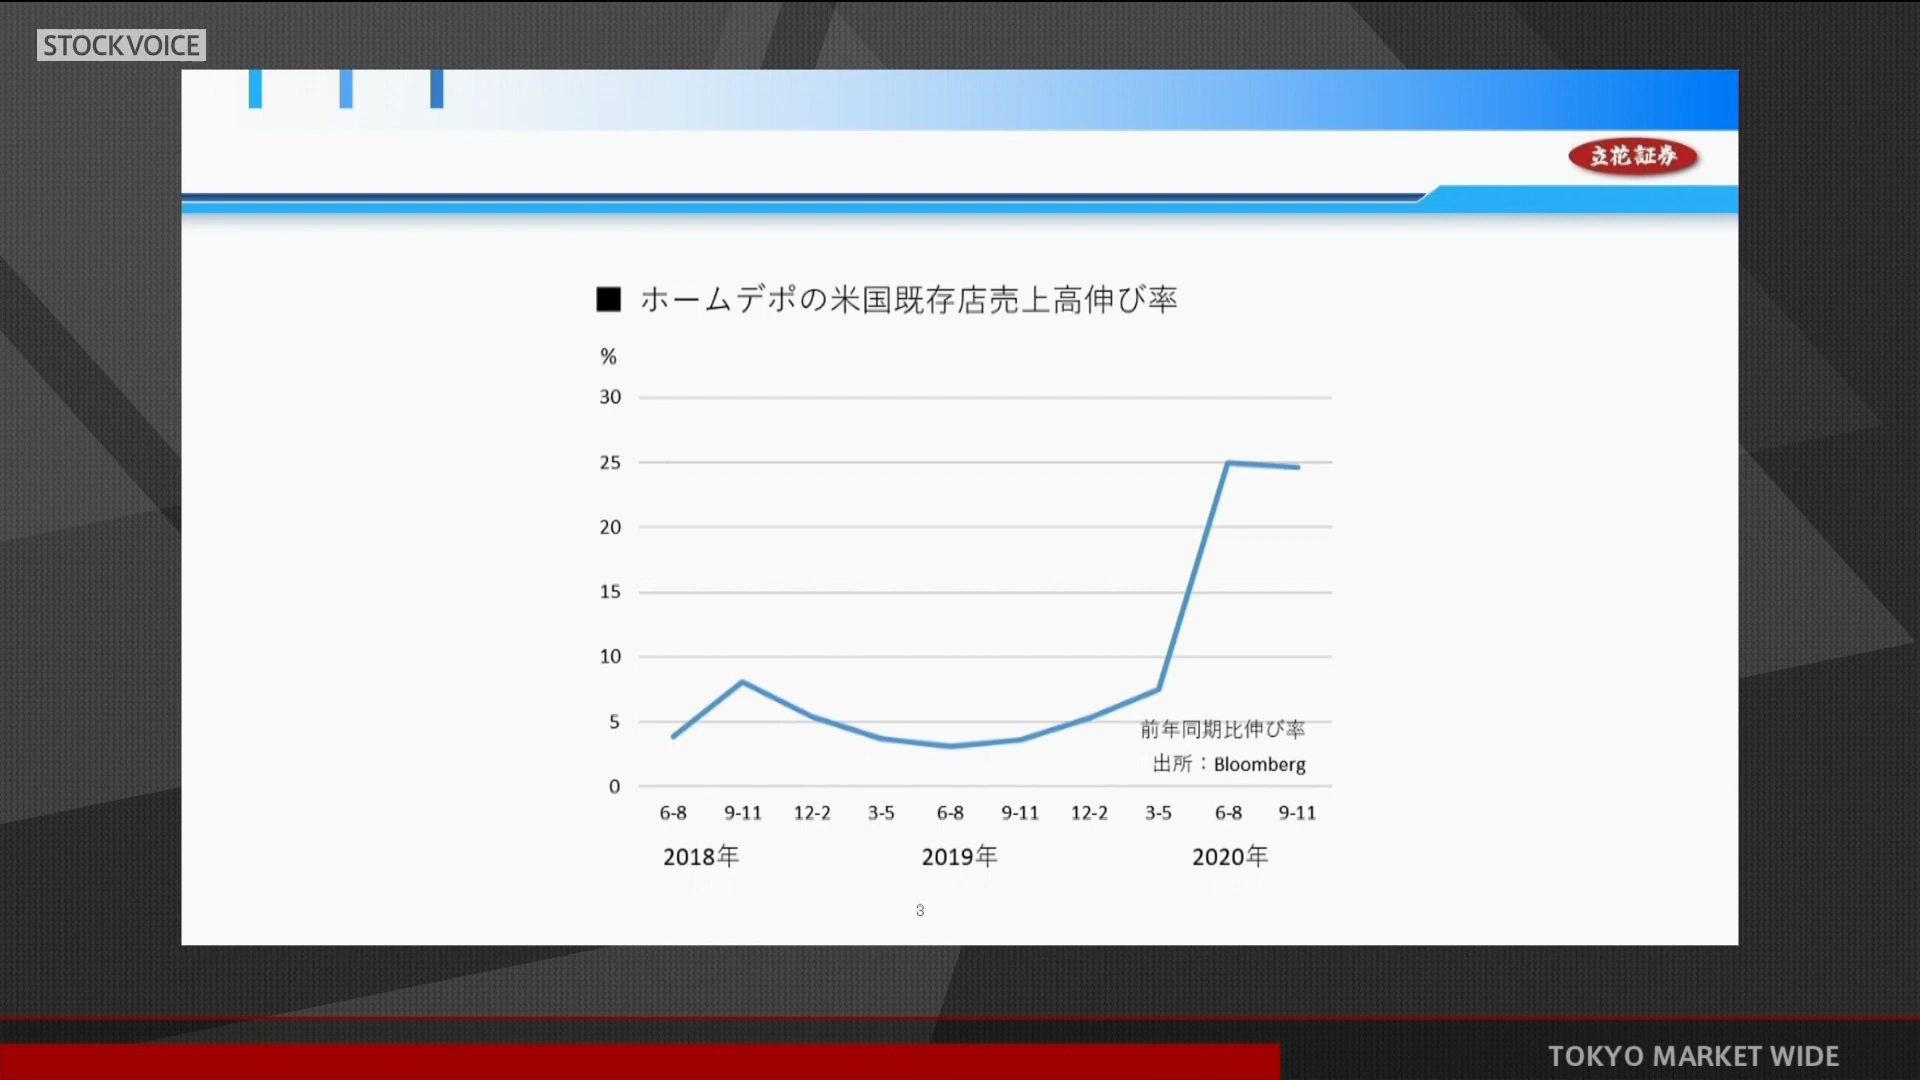 STOCKVOICE
立花証券
■ ホームデポの米国既存店売上高伸び率
%
30
25
20
15
10
5
0
前年同期比伸び率
出所：Bloomberg
6-8 9-11 12-2 3-5 6-8 9-11 12-2 3-5 6-8 9-11
2018年 2019年 2020年
3
TOKYO MARKET WIDE